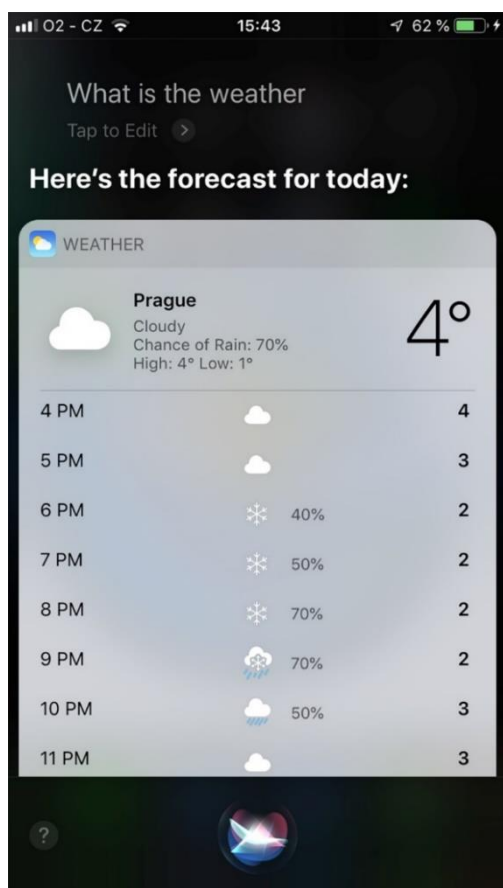 O2 - CZ 15:43 62 %
What is the weather
Tap to Edit >
Here's the forecast for today:
WEATHER
Prague
Cloudy
Chance of Rain: 70%
High: 4° Low: 1°
4°
4 PM 4
5 PM 3
6 PM 40% 2
7 PM 50% 2
8 PM 70% 2
9 PM 70% 2
10 PM 50% 3
11 PM 3
?